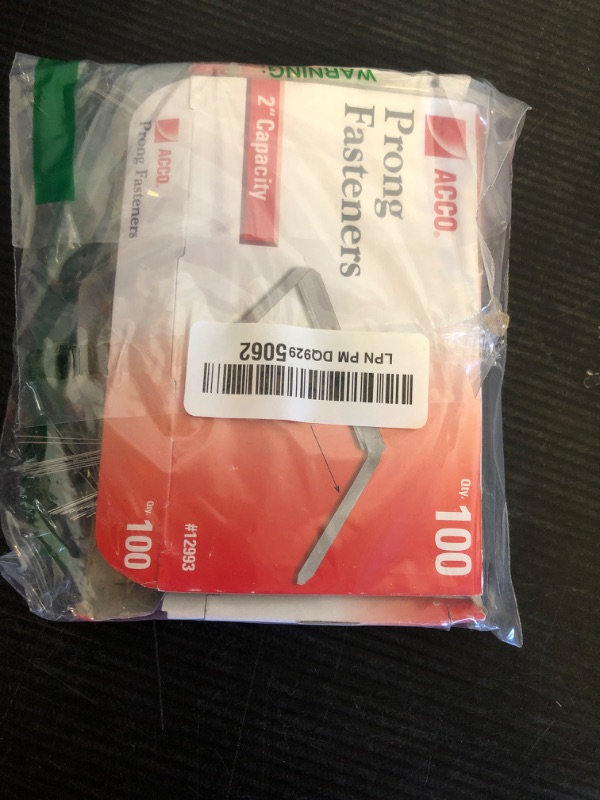 WARNING:
ACCO®
Prong
Fasteners
2" Capacity
ACCO.
Prong Fasteners
LPN PM DQ9295062
Qty. 100
#12993
Qty. 100